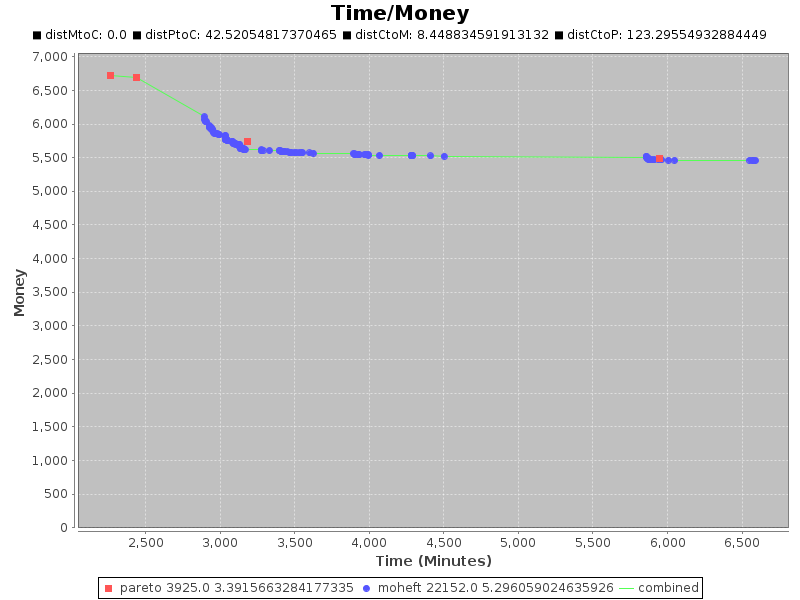 Time/Money
■ distMtoC: 0.0 ■ distPtoC: 42.52054817370465 ■ distCtoM: 8.448834591913132 ■ distCtoP: 123.29554932884449
7,000
6,500
6,000
5,500
5,000
4,500
4,000
3,500
3,000
2,500
2,000
1,500
1,000
500
0
Money
2,500 3,000 3,500 4,000 4,500 5,000 5,500 6,000 6,500
Time (Minutes)
pareto 3925.0 3.3915663284177335 moheft 22152.0 5.296059024635926 combined